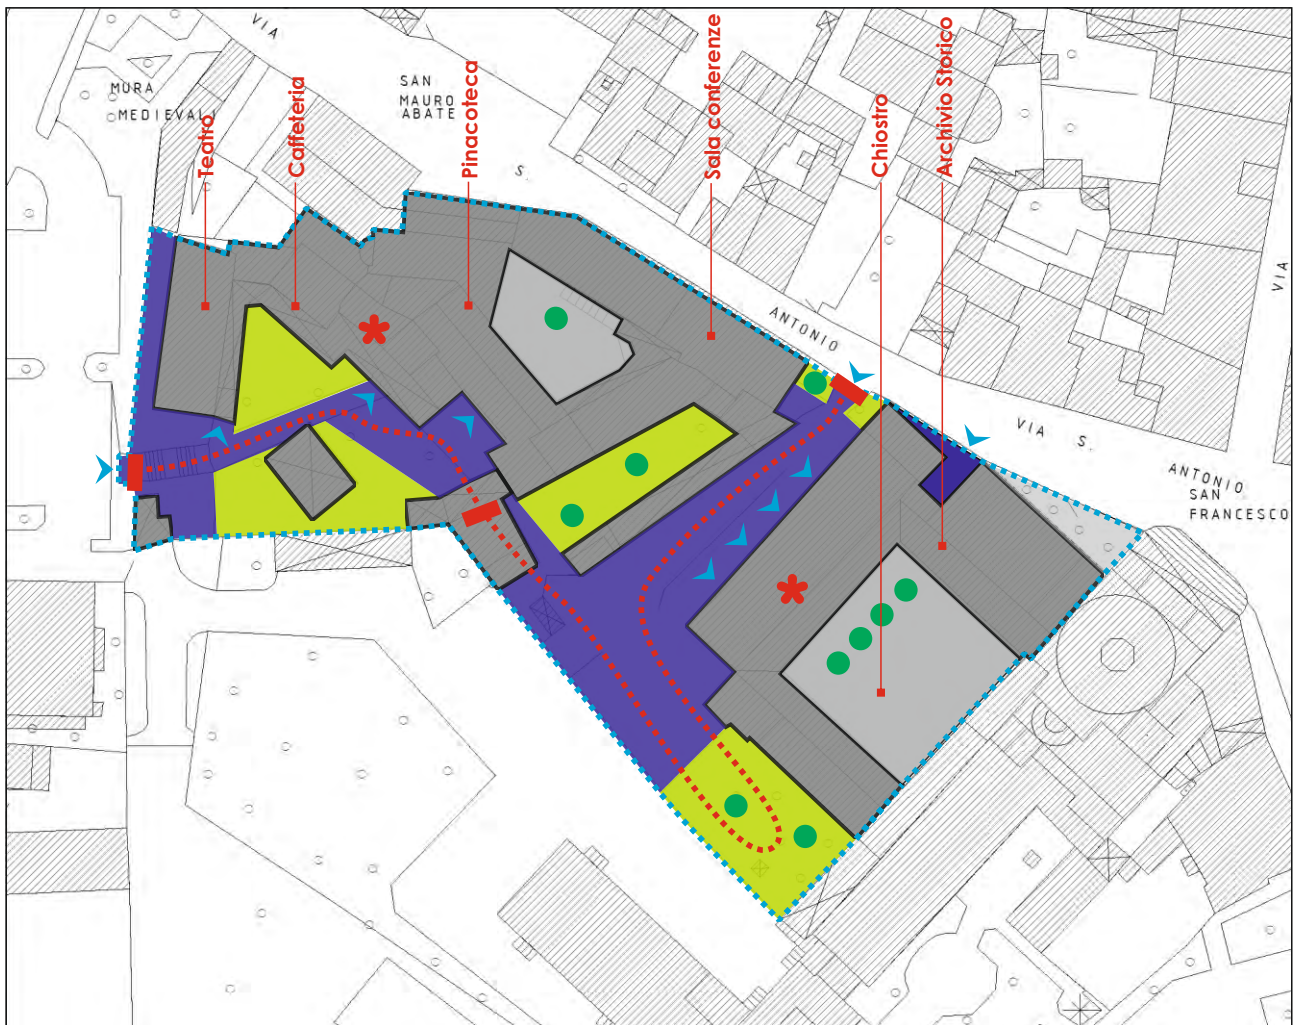 VIA
MURA
MEDIEVALI
SAN
MAURO
ABATE
Teatro
Caffeteria
Pinacoteca
Sala conferenze
Chiostro
Archivio Storico
S.
ANTONIO
VIA S.
ANTONIO
SAN
FRANCESCO
VIA